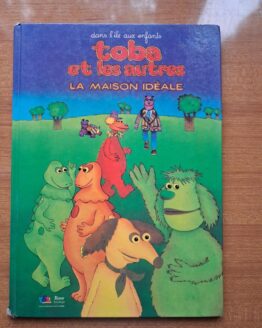 dans l'île aux enfants
toba
et les autres
LA MAISON IDÉALE